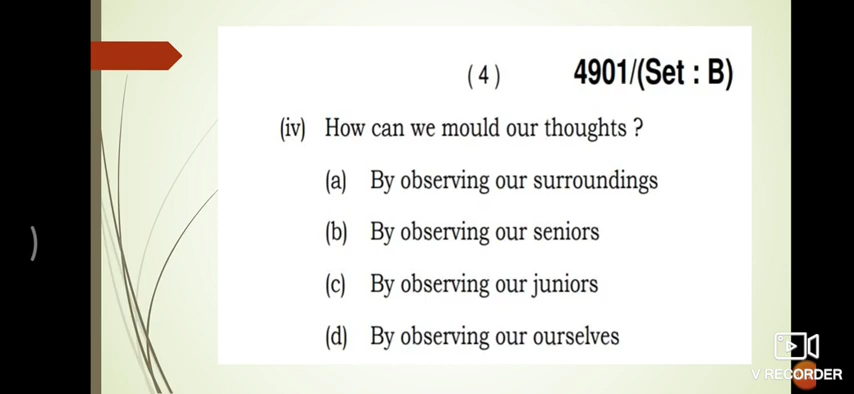 ( 4 ) 4901/(Set : B)
(iv) How can we mould our thoughts ?
(a) By observing our surroundings
(b) By observing our seniors
(c) By observing our juniors
(d) By observing our ourselves
V RECORDER